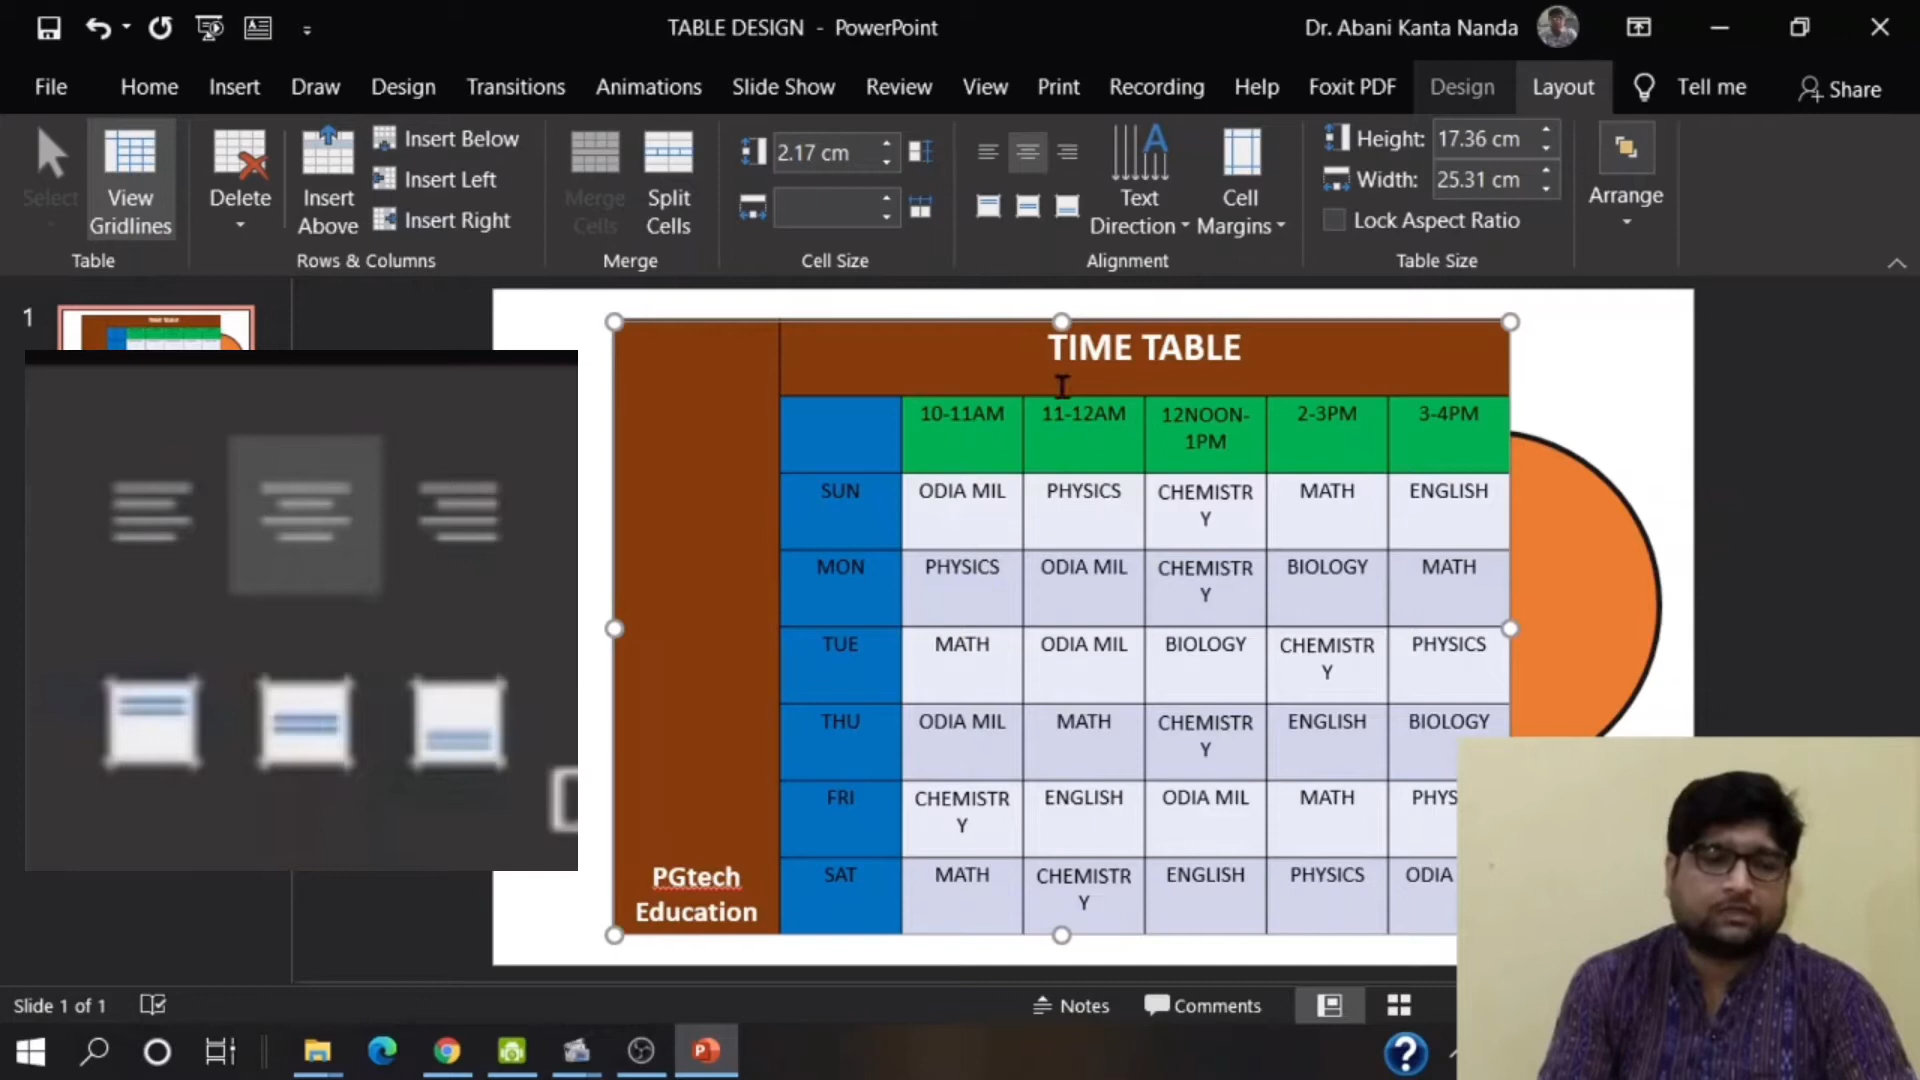 TABLE DESIGN - PowerPoint
Dr. Abani Kanta Nanda
File Home Insert Draw Design Transitions Animations Slide Show Review View Print Recording Help Foxit PDF Design Layout Tell me Share
Select
View
Gridlines
Table
Delete
Insert
Above
Insert Below
Insert Left
Insert Right
Rows & Columns
Merge
Cells
Split
Cells
Merge
2.17 cm
Cell Size
Text
Direction
Cell
Margins
Alignment
Height: 17.36 cm
Width: 25.31 cm
Lock Aspect Ratio
Table Size
Arrange
1
TIME TABLE
10-11AM 11-12AM 12NOON- 2-3PM 3-4PM
1PM
SUN ODIA MIL PHYSICS CHEMISTR MATH ENGLISH
Y
MON PHYSICS ODIA MIL CHEMISTR BIOLOGY MATH
Y
TUE MATH ODIA MIL BIOLOGY CHEMISTR PHYSICS
Y
THU ODIA MIL MATH CHEMISTR ENGLISH BIOLOGY
Y
FRI CHEMISTR ENGLISH ODIA MIL MATH PHYS
Y
SAT MATH CHEMISTR ENGLISH PHYSICS ODIA
Y
PGtech
Education
Slide 1 of 1
Notes Comments